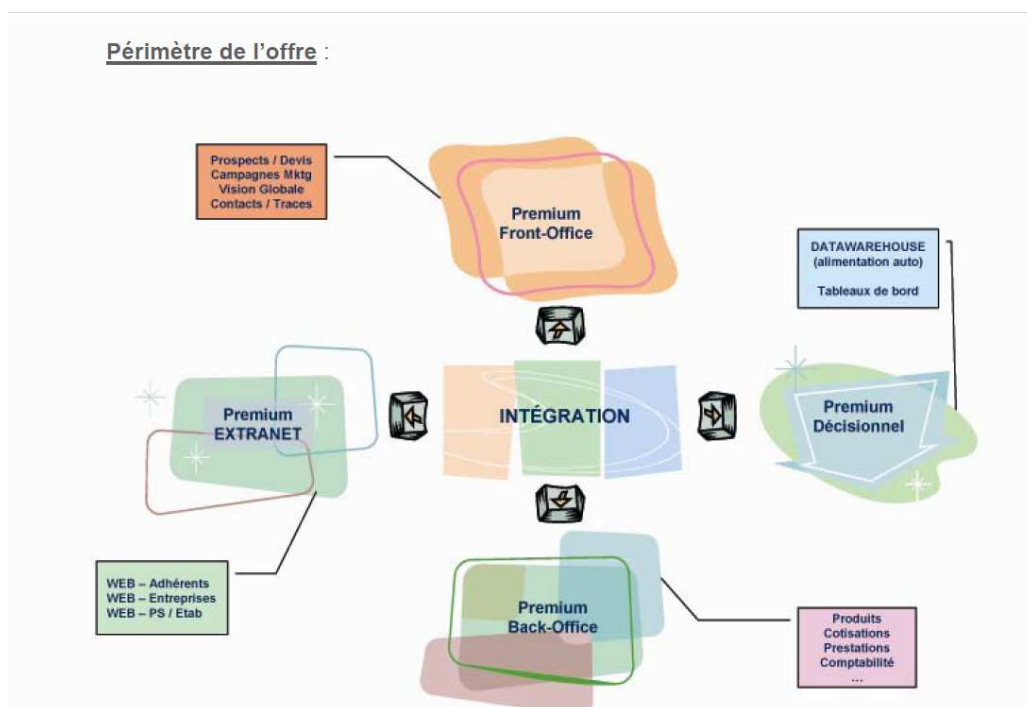 Périmètre de l'offre :
Prospects / Devis
Campagnes Mktg
Vision Globale
Contacts / Traces
Premium
Front-Office
DATAWAREHOUSE
(alimentation auto)
Tableaux de bord
Premium
EXTRANET
INTÉGRATION
Premium
Décisionnel
WEB – Adhérents
WEB – Entreprises
WEB – PS / Etab
Premium
Back-Office
Produits
Cotisations
Prestations
Comptabilité
...